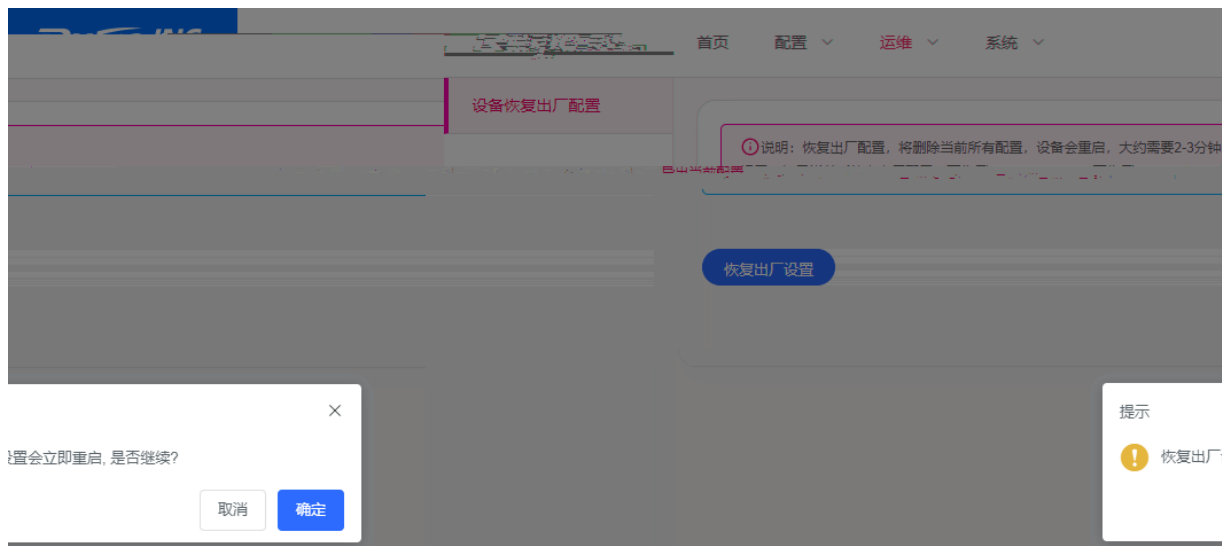 首页 配置 运维 系统
设备恢复出厂配置
说明：恢复出厂配置，将删除当前所有配置，设备会重启，大约需要2-3分钟
恢复出厂设置
提示
恢复出厂
置会立即重启, 是否继续?
取消 确定